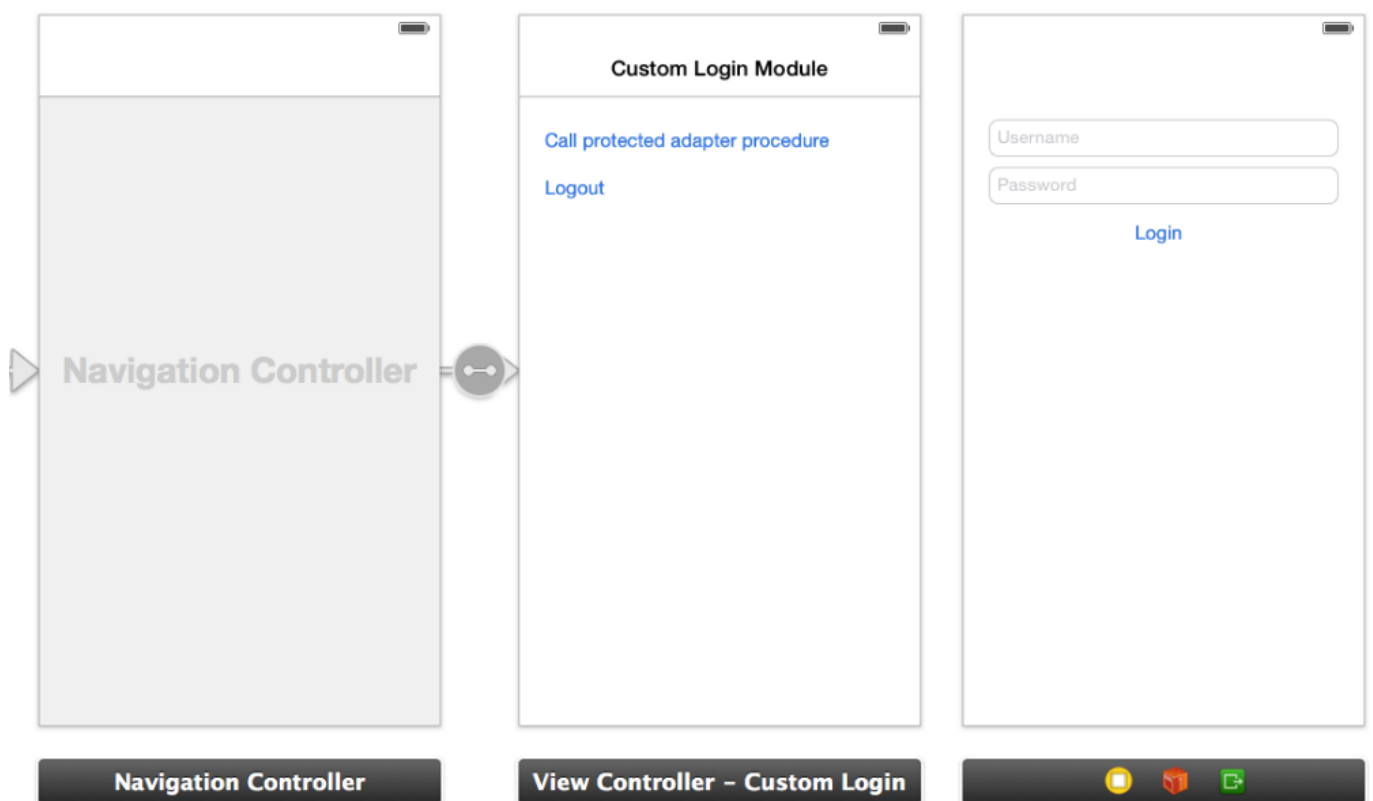 Navigation Controller
Navigation Controller
Custom Login Module
Call protected adapter procedure
Logout
View Controller – Custom Login
Username
Password
Login